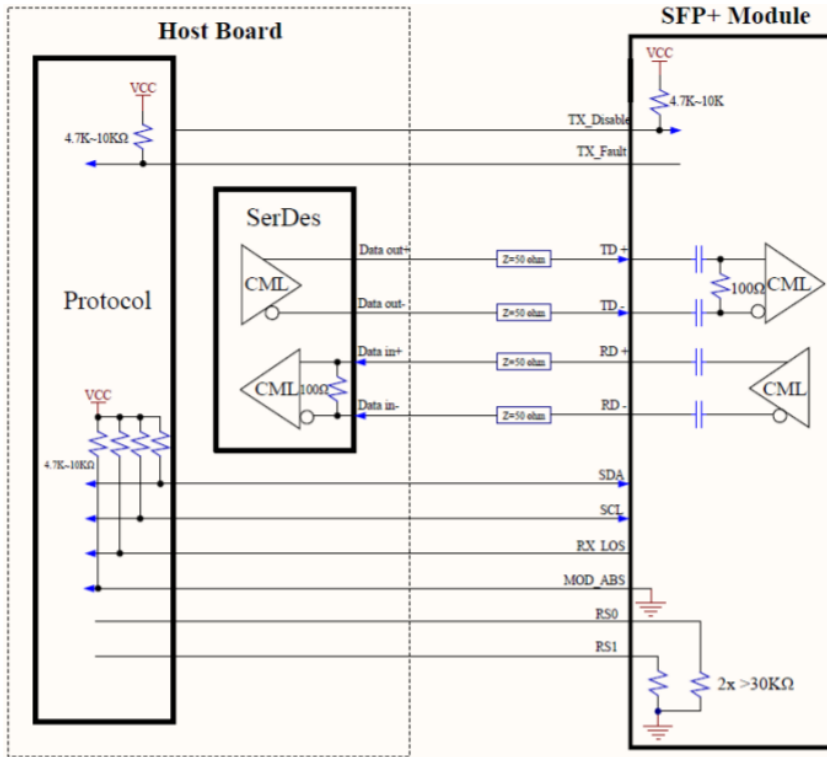 Host Board
SFP+ Module
VCC
4.7K~10KΩ
VCC
4.7K~10K
TX_Disable
TX_Fault
SerDes
Protocol
CML
Data out+
Z=50 ohm
TD +
100Ω
CML
Data out-
Z=50 ohm
TD -
CML
100Ω
Data in+
Z=50 ohm
RD +
CML
Data in-
Z=50 ohm
RD -
VCC
4.7K~10KΩ
SDA
SCL
RX_LOS
MOD_ABS
RS0
RS1
2x >30KΩ